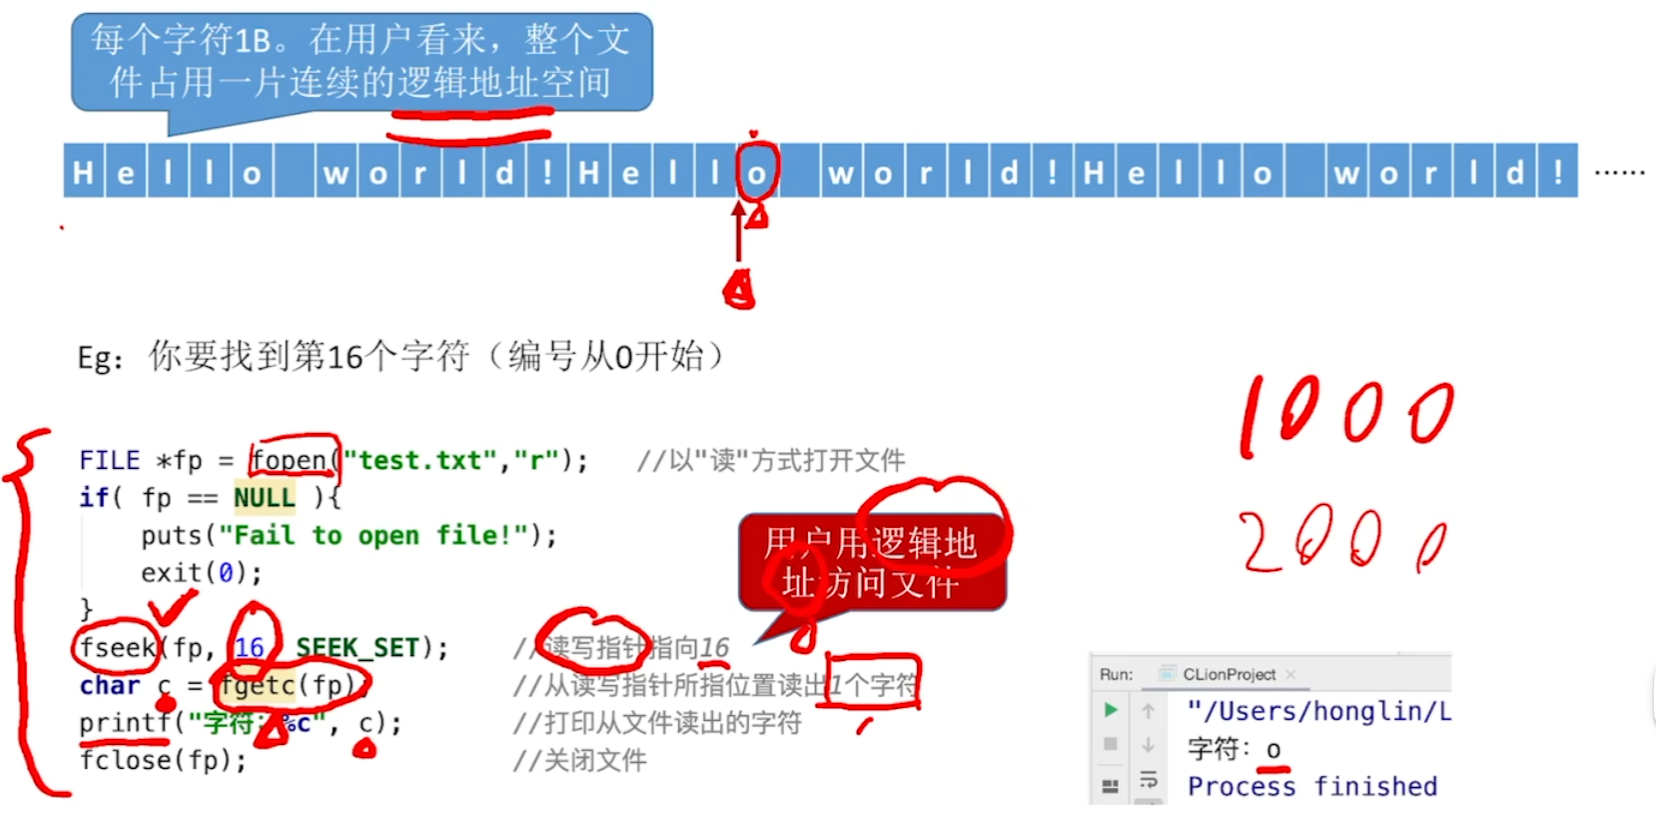 每个字符1B。在用户看来，整个文
件占用一片连续的逻辑地址空间
Hello world!Hello world!Hello world! ……
Eg：你要找到第16个字符（编号从0开始）
1000
2000
FILE *fp = fopen("test.txt","r");   //以"读"方式打开文件
if( fp == NULL ){
puts("Fail to open file!");
exit(0);
}
用户用逻辑地
址访问文件
fseek(fp, 16, SEEK_SET);   //读写指针指向16
char c = fgetc(fp);   //从读写指针所指位置读出1个字符
printf("字符：%c", c);   //打印从文件读出的字符
fclose(fp);   //关闭文件
Run: CLionProject ×
"/Users/honglin/L
字符：o
Process finished